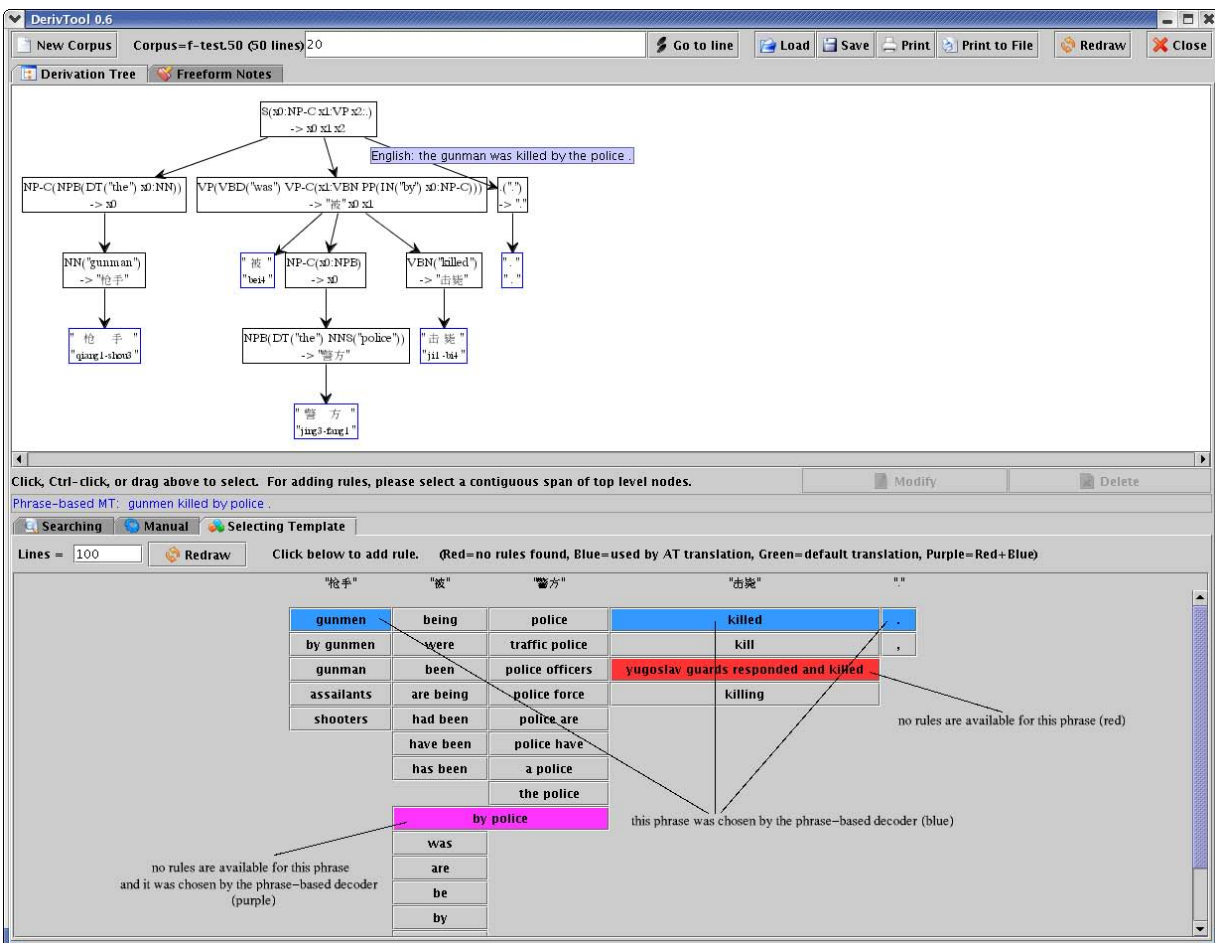 DerivTool 0.6
New Corpus Corpus=f-test.50 (50 lines) 20 Go to line Load Save Print Print to File Redraw Close
Derivation Tree Freeform Notes
S(x0:NP-C x1:VP x2:.)
-> x0 x1 x2
English: the gunman was killed by the police .
NP-C(NPB(DT("the") x0:NN)) VP(VBD("was") VP-C(x1:VBN PP(IN("by") x0:NP-C))) .(".")
-> x0 -> "被" x0 x1 -> "."
NN("gunman") " 被 " NP-C(x0:NPB) VBN("killed") " . "
-> "枪手" "bei4" -> x0 -> "击毙" " . "
" 枪 手 " NPB(DT("the") NNS("police")) " 击 毙 "
"qiang1-shou3" -> "警方" "ji1-bi4"
" 警 方 "
"jing3-fang1"
Click, Ctrl-click, or drag above to select. For adding rules, please select a contiguous span of top level nodes. Modify Delete
Phrase-based MT: gunmen killed by police .
Searching Manual Selecting Template
Lines = 100 Redraw Click below to add rule. (Red=no rules found, Blue=used by AT translation, Green=default translation, Purple=Red+Blue)
"枪手" "被" "警方" "击毙" "."
gunmen being police killed .
by gunmen were traffic police kill ,
gunman been police officers yugoslav guards responded and killed
assailants are being police force killing
shooters had been police are no rules are available for this phrase (red)
have been police have
has been a police
the police
by police this phrase was chosen by the phrase-based decoder (blue)
was
no rules are available for this phrase are
and it was chosen by the phrase-based decoder be
(purple) by